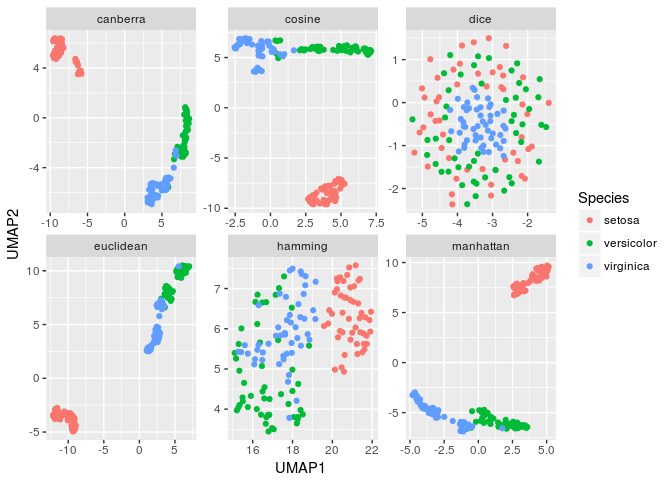 canberra cosine dice
4
0
-4
-10 -5 0 5
5
0
-5
-10
-2.5 0.0 2.5 5.0 7.5
1
0
-1
-2
-5 -4 -3 -2
euclidean hamming manhattan
10
5
0
-5
-10 -5 0 5
7
6
5
4
16 18 20 22
10
5
0
-5
-5.0 -2.5 0.0 2.5 5.0
UMAP1
UMAP2
Species
setosa
versicolor
virginica